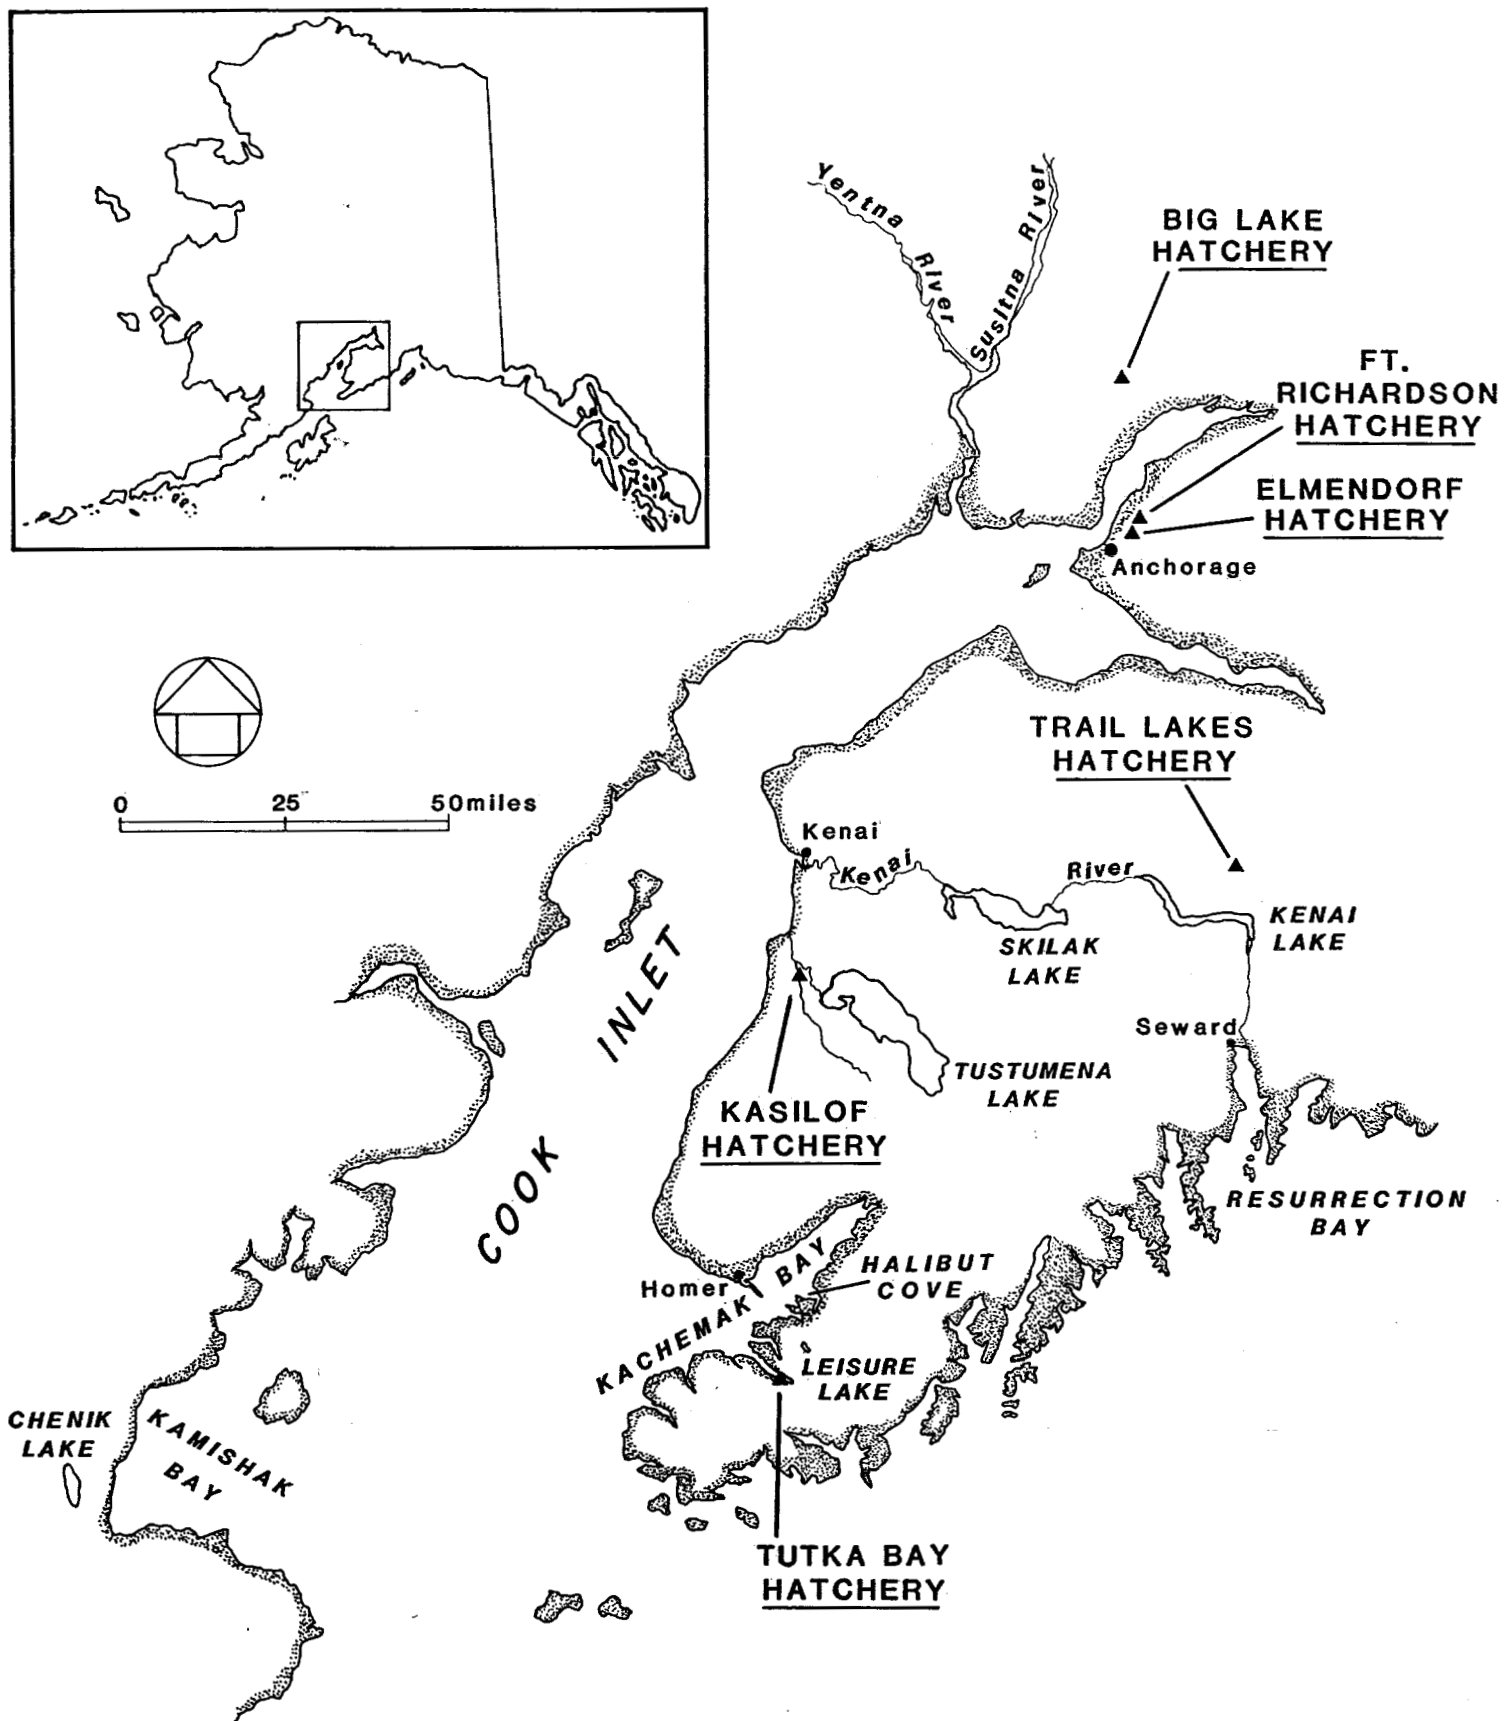 Yentna River
Susitna River
BIG LAKE
HATCHERY
FT.
RICHARDSON
HATCHERY
ELMENDORF
HATCHERY
Anchorage
TRAIL LAKES
HATCHERY
0 25 50 miles
Kenai
Kenai River
SKILAK
LAKE
KENAI
LAKE
COOK INLET
Seward
TUSTUMENA
LAKE
KASILOF
HATCHERY
RESURRECTION
BAY
Homer
KACHEMAK BAY
HALIBUT
COVE
LEISURE
LAKE
CHENIK
LAKE
KAMISHAK
BAY
TUTKA BAY
HATCHERY